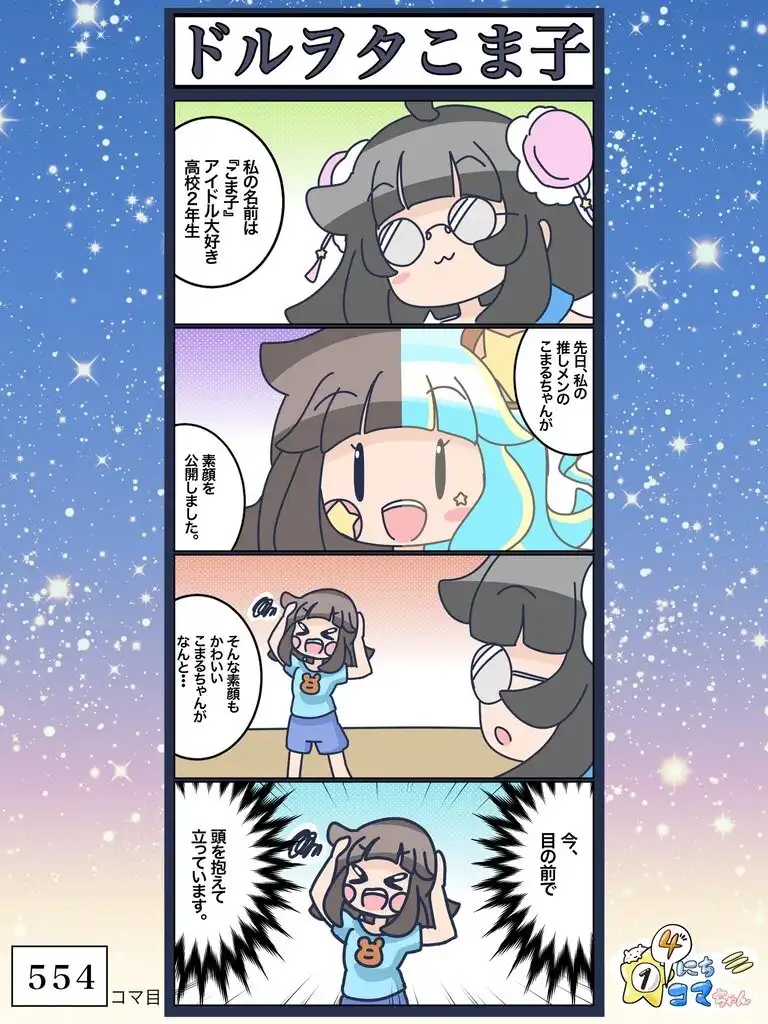 ドルヲタこま子
私の名前は
『こま子』
アイドル大好き
高校2年生
先日、私の
推しメンの
こまるちゃんが
素顔を
公開しました。
そんな素顔も
かわいい
こまるちゃんが
なんと…
今、
目の前で
頭を抱えて
立っています。
554
コマ目
1
にち
4
コマ
ちゃん